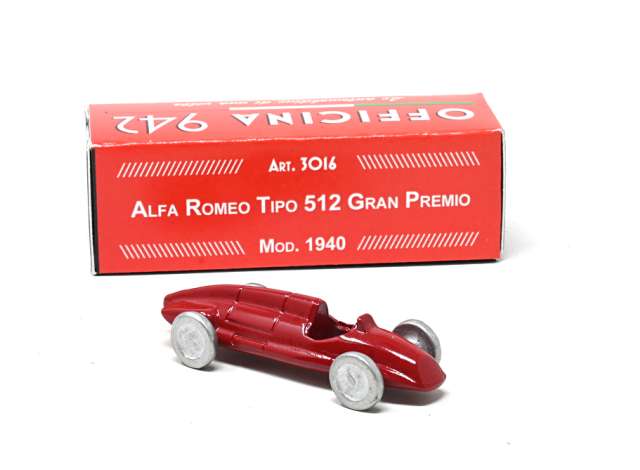 OFFICINA 942
ART. 3016
ALFA ROMEO TIPO 512 GRAN PREMIO
MOD. 1940